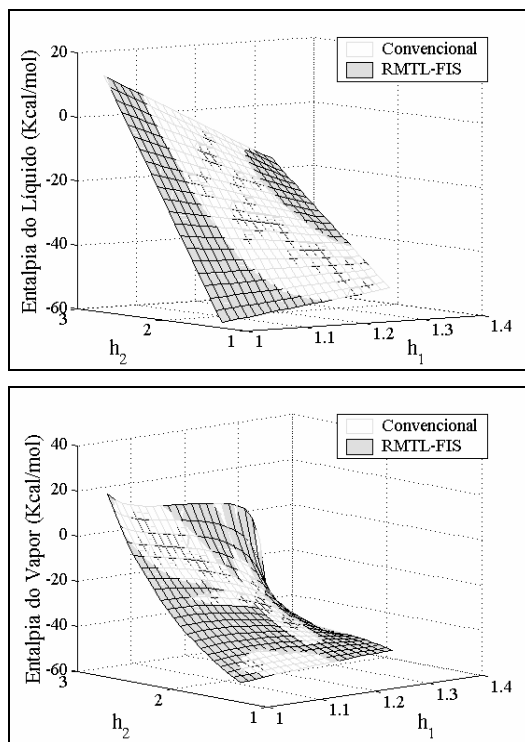 20
0
-20
-40
-60
Entalpia do Líquido (Kcal/mol)
Convencional
RMTL-FIS
3
2
1
h2
1
1.1
1.2
1.3
1.4
h1
40
20
0
-20
-40
-60
Entalpia do Vapor (Kcal/mol)
Convencional
RMTL-FIS
3
2
1
h2
1
1.1
1.2
1.3
1.4
h1